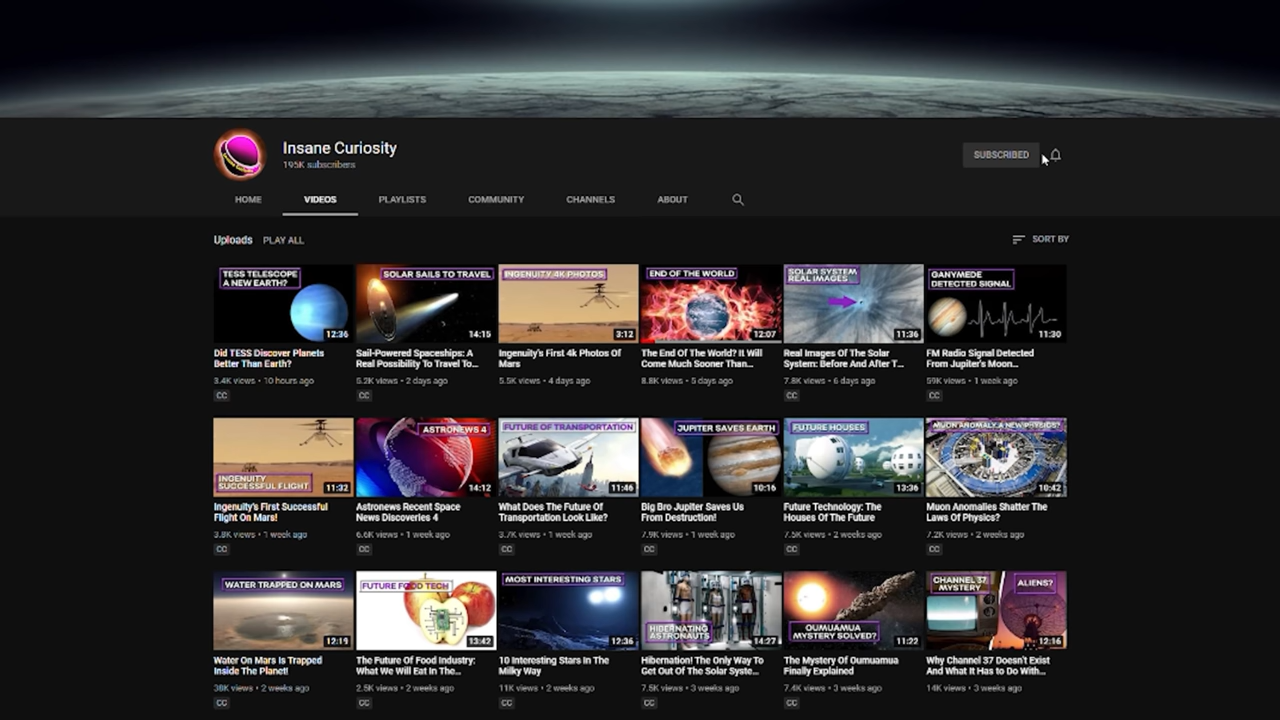 Insane Curiosity
195K subscribers
SUBSCRIBED
HOME VIDEOS PLAYLISTS COMMUNITY CHANNELS ABOUT
Uploads PLAY ALL SORT BY
TESS TELESCOPE
A NEW EARTH?
12:36
SOLAR SAILS TO TRAVEL
14:15
INGENUITY 4K PHOTOS
3:12
END OF THE WORLD
12:07
SOLAR SYSTEM
REAL IMAGES
11:36
GANYMEDE
DETECTED SIGNAL
11:30
Did TESS Discover Planets
Better Than Earth?
3.4K views • 10 hours ago
CC
Sail-Powered Spaceships: A
Real Possibility To Travel To...
5.2K views • 2 days ago
CC
Ingenuity's First 4k Photos Of
Mars
5.5K views • 4 days ago
The End Of The World? It Will
Come Much Sooner Than...
8.8K views • 5 days ago
Real Images Of The Solar
System: Before And After T...
7.8K views • 6 days ago
CC
FM Radio Signal Detected
From Jupiter's Moon...
59K views • 1 week ago
CC
INGENUITY
SUCCESSFUL FLIGHT
11:32
ASTRONEWS 4
14:12
FUTURE OF TRANSPORTATION
11:46
JUPITER SAVES EARTH
10:16
FUTURE HOUSES
13:36
MUON ANOMALY: A NEW PHYSICS?
10:42
Ingenuity's First Successful
Flight On Mars!
3.8K views • 1 week ago
CC
Astronews Recent Space
News Discoveries 4
6.6K views • 1 week ago
CC
What Does The Future Of
Transportation Look Like?
3.7K views • 1 week ago
CC
Big Bro Jupiter Saves Us
From Destruction!
7.9K views • 1 week ago
CC
Future Technology: The
Houses Of The Future
7.5K views • 2 weeks ago
CC
Muon Anomalies Shatter The
Laws Of Physics?
7.2K views • 2 weeks ago
CC
WATER TRAPPED ON MARS
12:19
FUTURE FOOD TECH
13:42
MOST INTERESTING STARS
12:36
HIBERNATING
ASTRONAUTS
14:27
OUMUAMUA
MYSTERY SOLVED?
11:22
CHANNEL 37
MYSTERY
ALIENS?
12:16
Water On Mars Is Trapped
Inside The Planet!
38K views • 2 weeks ago
CC
The Future Of Food Industry:
What We Will Eat In The...
2.5K views • 2 weeks ago
CC
10 Interesting Stars In The
Milky Way
11K views • 2 weeks ago
CC
Hibernation! The Only Way To
Get Out Of The Solar Syste...
7.5K views • 3 weeks ago
CC
The Mystery Of Oumuamua
Finally Explained
7.4K views • 3 weeks ago
CC
Why Channel 37 Doesn't Exist
And What It Has to Do With...
14K views • 3 weeks ago
CC